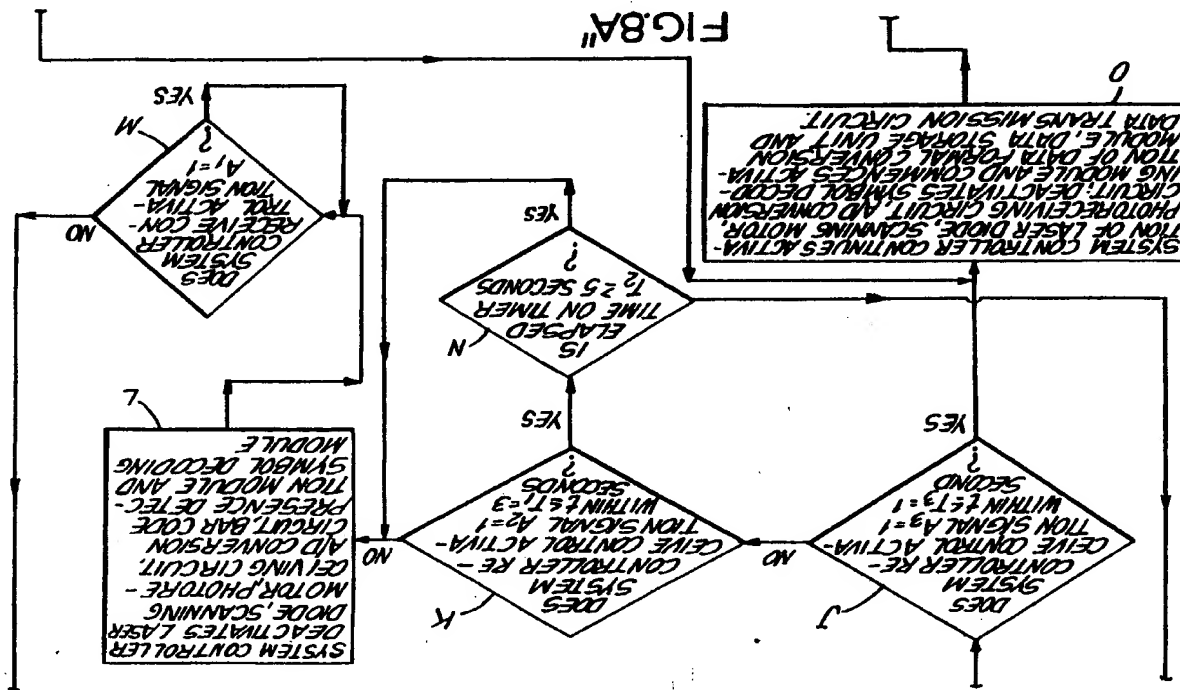 J
DOES
SYSTEM
CONTROLLER RE-
CEIVE CONTROL ACTIVA-
TION SIGNAL A₃=1
WITHIN t≤T₃=1
SECOND
?
NO
YES
K
DOES
SYSTEM
CONTROLLER RE-
CEIVE CONTROL ACTIVA-
TION SIGNAL A₂=1
WITHIN t≤T₁=3
SECONDS
?
NO
YES
L
SYSTEM CONTROLLER
DEACTIVATES LASER
DIODE, SCANNING
MOTOR, PHOTORE-
CEIVING CIRCUIT.
A/D CONVERSION
CIRCUIT. BAR CODE
PRESENCE DETEC-
TION MODULE AND
SYMBOL DECODING
MODULE
N
IS
ELAPSED
TIME ON TIMER
T₂ ≥ 5 SECONDS
?
YES
M
DOES
SYSTEM
CONTROLLER
RECEIVE CON-
TROL ACTIVA-
TION SIGNAL
A₁=1
?
NO
YES
SYSTEM CONTROLLER CONTINUES ACTIVA-
TION OF LASER DIODE, SCANNING, MOTOR,
PHOTORECEIVING CIRCUIT, A/D CONVERSION
CIRCUIT. DEACTIVATES SYMBOL DECOD-
ING MODULE AND COMMENCES ACTIVA-
TION OF DATA FORMAL CONVERSION
MODULE, DATA STORAGE UNIT AND
DATA TRANSMISSION CIRCUIT.
O
FIG.8A"